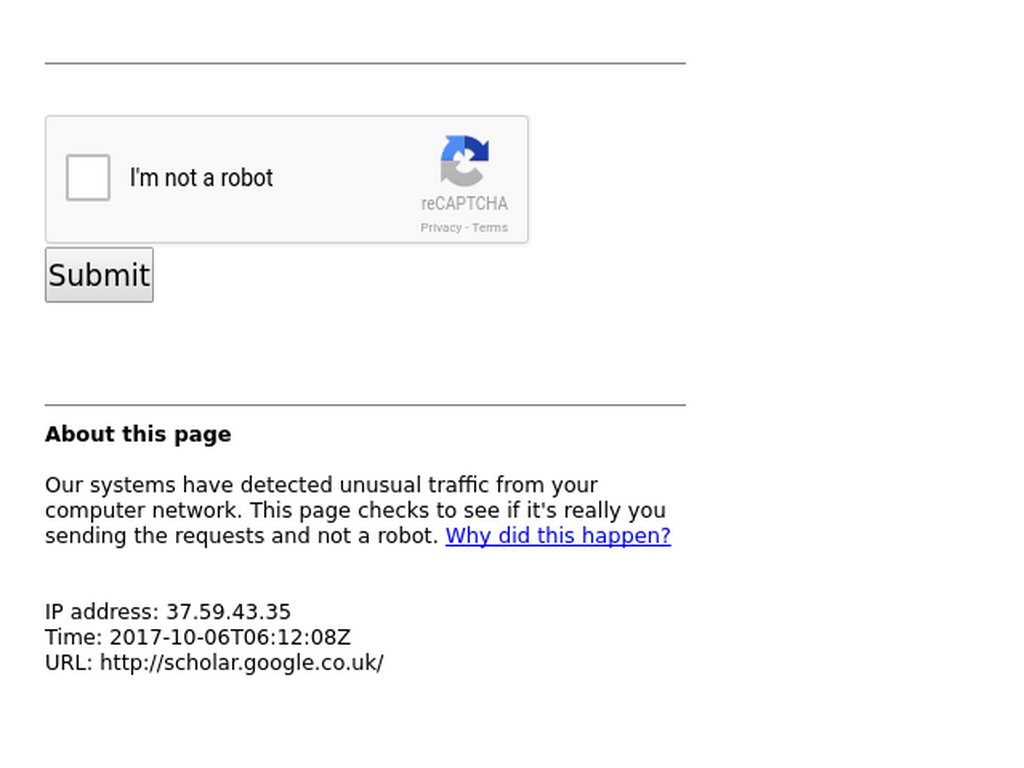 I'm not a robot
reCAPTCHA
Privacy - Terms
Submit
About this page
Our systems have detected unusual traffic from your
computer network. This page checks to see if it's really you
sending the requests and not a robot. Why did this happen?
IP address: 37.59.43.35
Time: 2017-10-06T06:12:08Z
URL: http://scholar.google.co.uk/